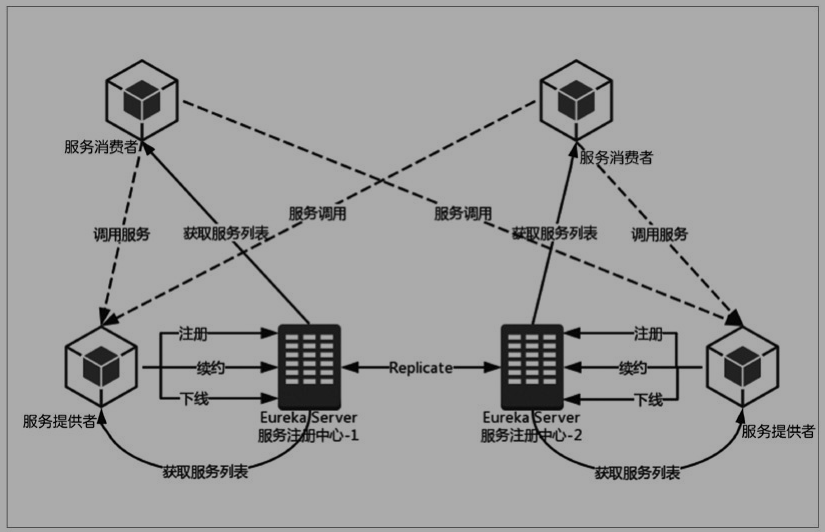 服务消费者
服务消费者
服务调用
服务调用
调用服务
获取服务列表
获取服务列表
调用服务
注册
注册
续约
Replicate
续约
下线
下线
服务提供者
Eureka Server
服务注册中心-1
Eureka Server
服务注册中心-2
服务提供者
获取服务列表
获取服务列表